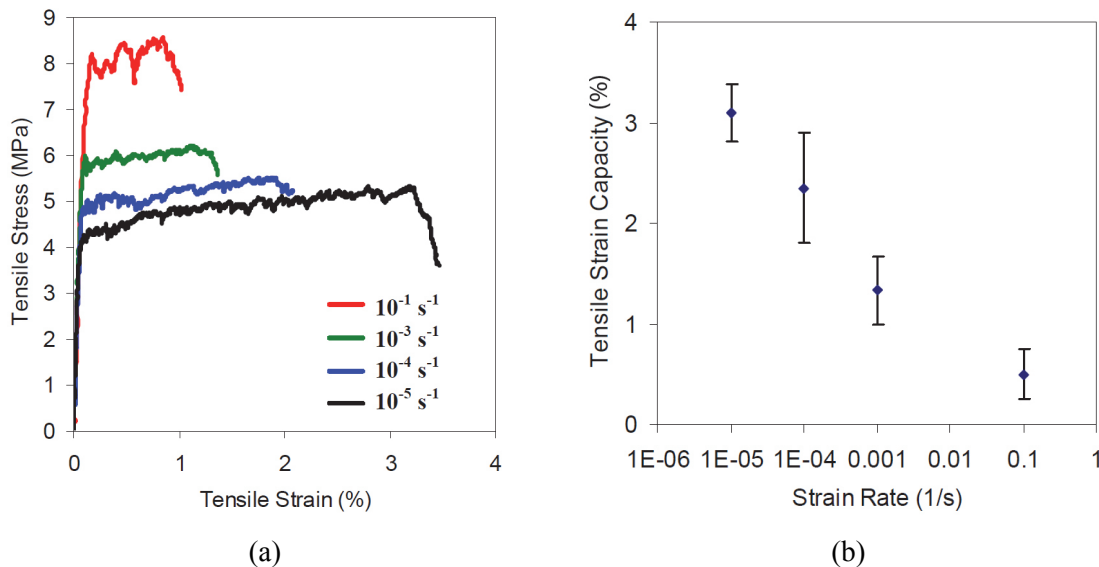 9
8
7
6
5
4
3
2
1
0
Tensile Stress (MPa)
10⁻¹ s⁻¹
10⁻³ s⁻¹
10⁻⁴ s⁻¹
10⁻⁵ s⁻¹
0 1 2 3 4
Tensile Strain (%)
(a)
4
3
2
1
0
Tensile Strain Capacity (%)
1E-06 1E-05 1E-04 0.001 0.01 0.1 1
Strain Rate (1/s)
(b)